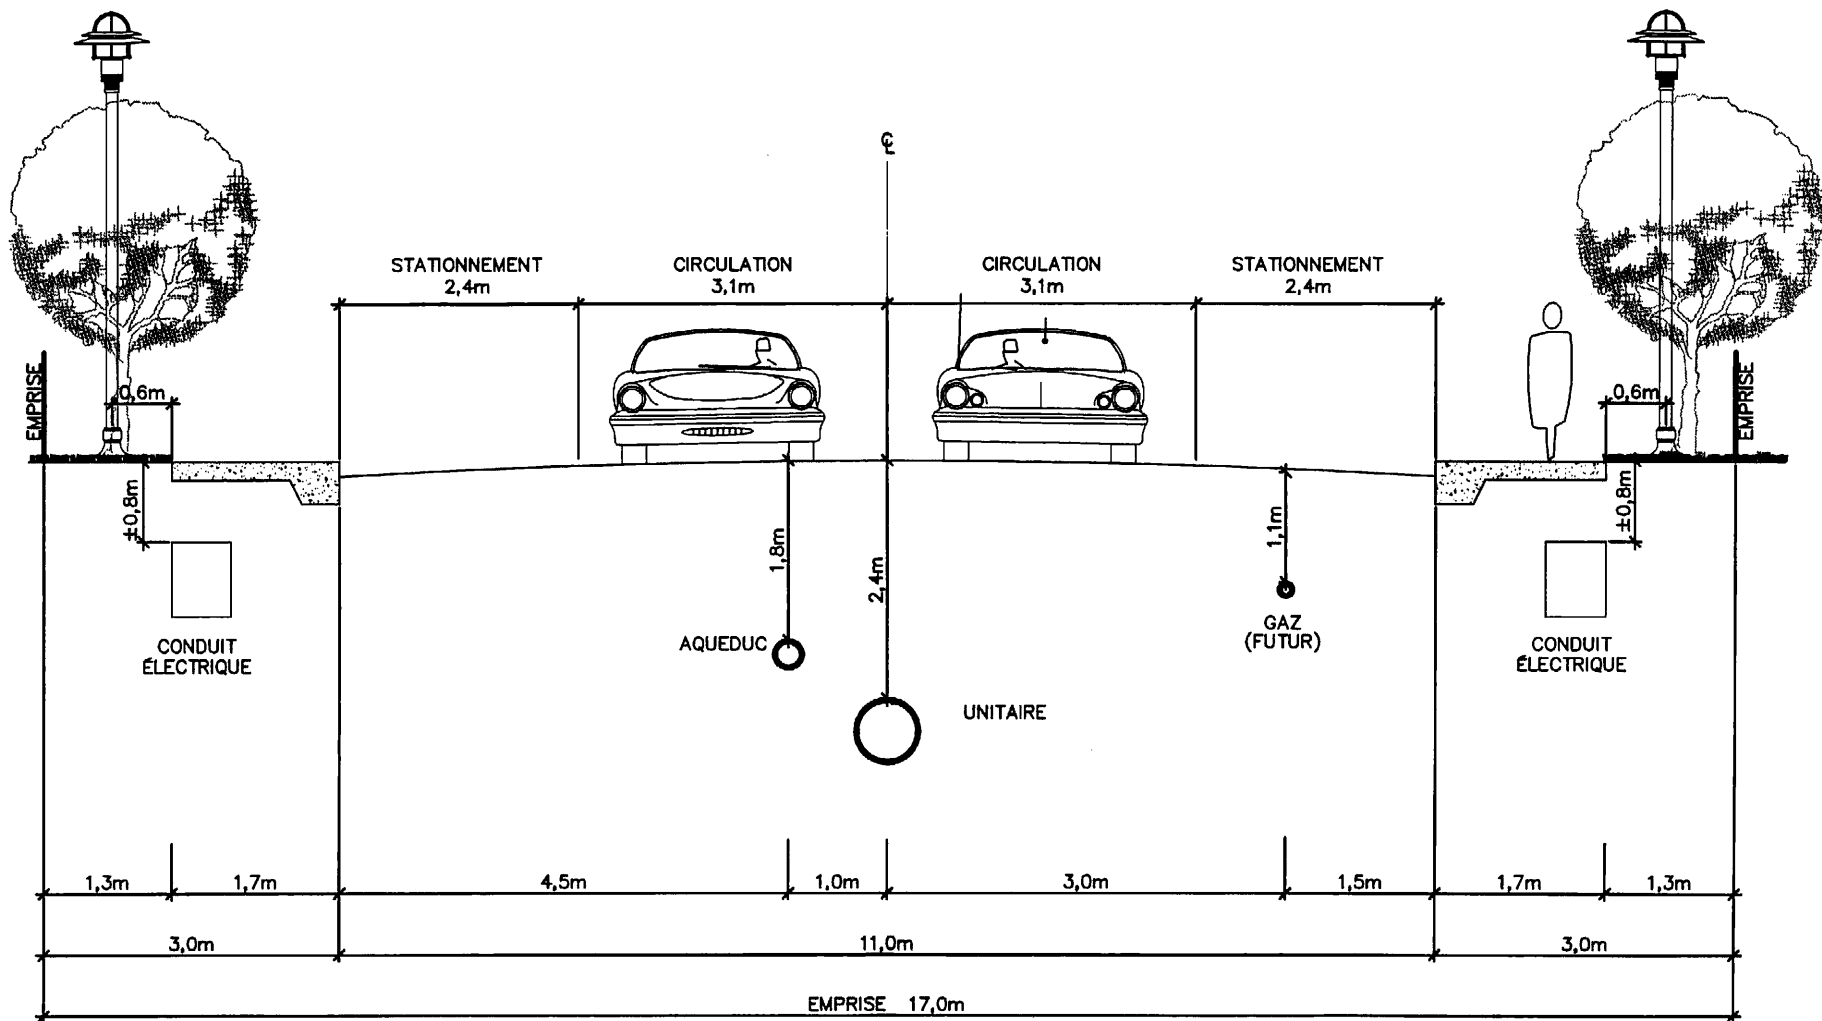 ℄
STATIONNEMENT
2,4m
CIRCULATION
3,1m
CIRCULATION
3,1m
STATIONNEMENT
2,4m
EMPRISE
0,6m
0,6m
EMPRISE
±0,8m
1,8m
2,4m
1,1m
±0,8m
CONDUIT
ÉLECTRIQUE
AQUEDUC
UNITAIRE
GAZ
(FUTUR)
CONDUIT
ÉLECTRIQUE
1,3m
1,7m
4,5m
1,0m
3,0m
1,5m
1,7m
1,3m
3,0m
11,0m
3,0m
EMPRISE 17,0m